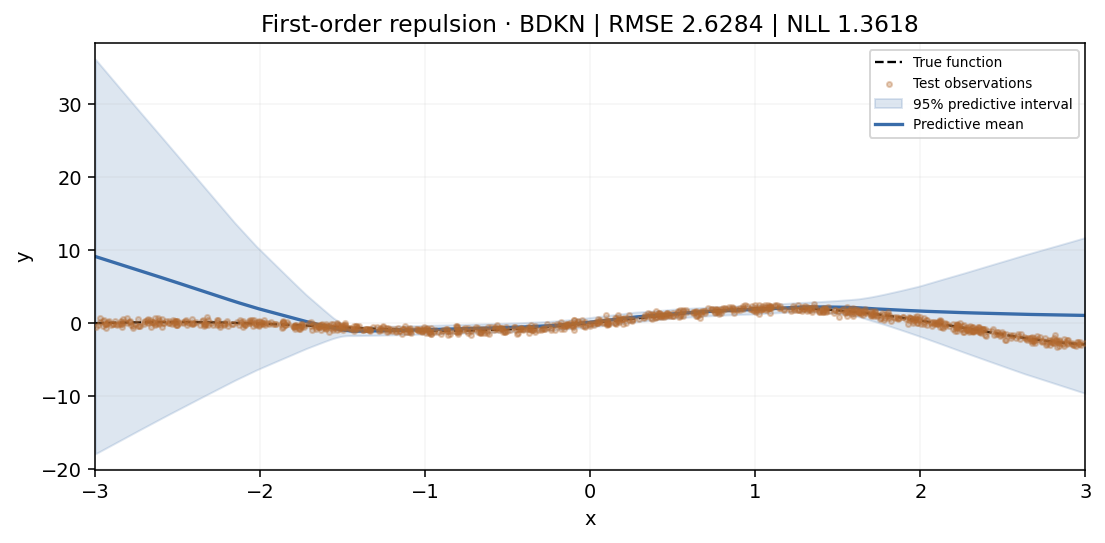 First-order repulsion · BDKN | RMSE 2.6284 | NLL 1.3618
True function
Test observations
95% predictive interval
Predictive mean
y
30
20
10
0
−10
−20
−3 −2 −1 0 1 2 3
x